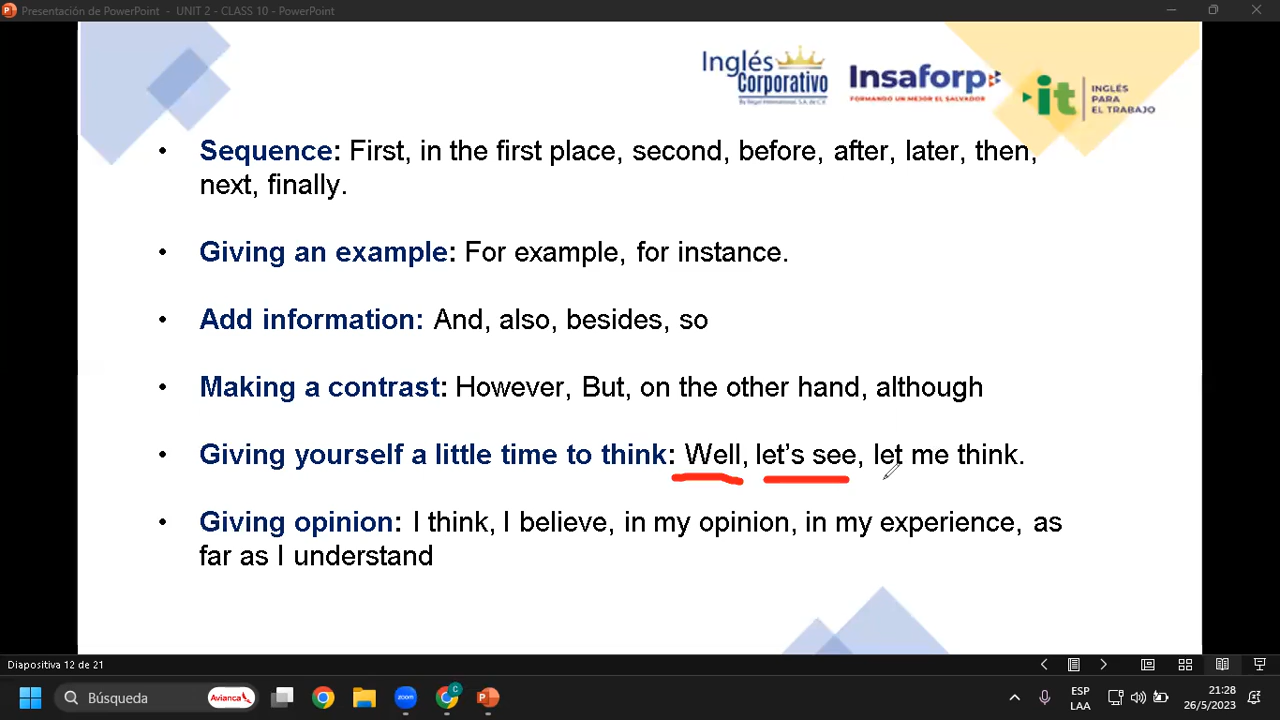 Presentación de PowerPoint - UNIT 2 - CLASS 10 - PowerPoint
Inglés
Corporativo
By Regal International, S.A. de C.V.
Insaforp
FORMANDO UN MEJOR EL SALVADOR
it
INGLÉS
PARA
EL TRABAJO
• Sequence: First, in the first place, second, before, after, later, then,
next, finally.
• Giving an example: For example, for instance.
• Add information: And, also, besides, so
• Making a contrast: However, But, on the other hand, although
• Giving yourself a little time to think: Well, let's see, let me think.
• Giving opinion: I think, I believe, in my opinion, in my experience, as
far as I understand
Diapositiva 12 de 21
Búsqueda
Avianca
zoom
C
P
ESP
LAA
21:28
26/5/2023